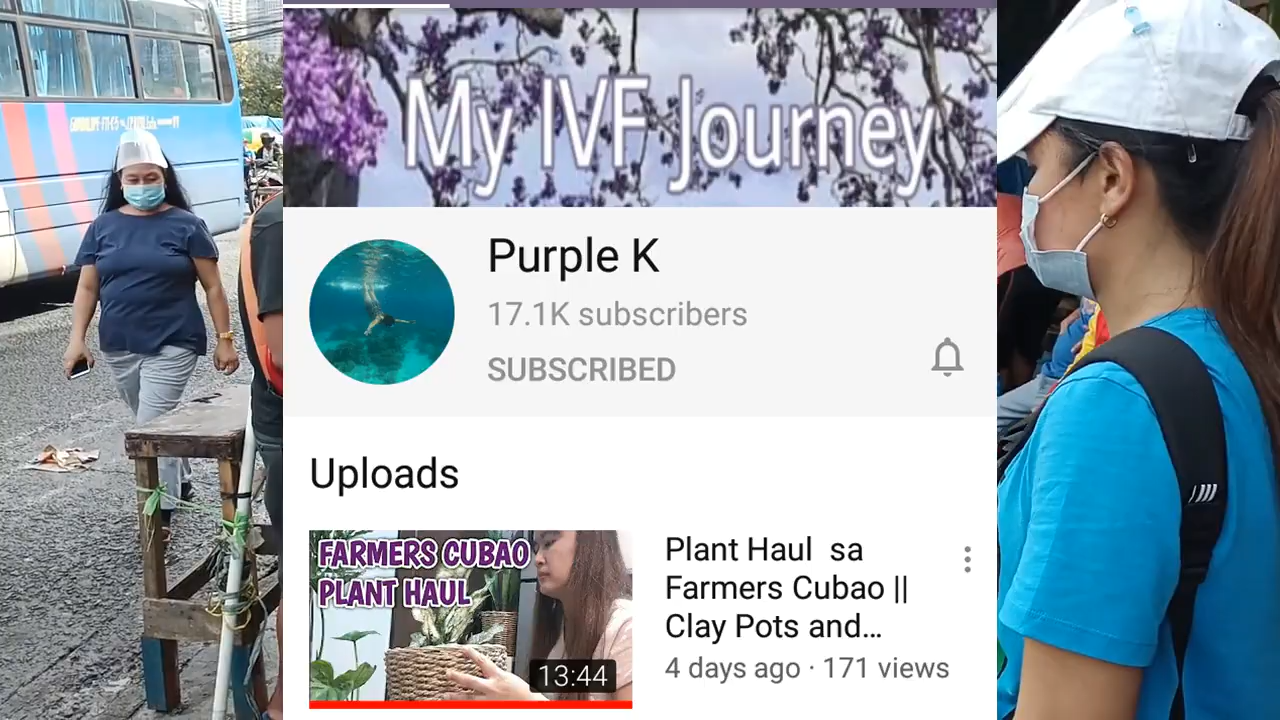 My IVF Journey
Purple K
17.1K subscribers
SUBSCRIBED
Uploads
FARMERS CUBAO
PLANT HAUL
13:44
Plant Haul sa
Farmers Cubao ||
Clay Pots and...
4 days ago · 171 views